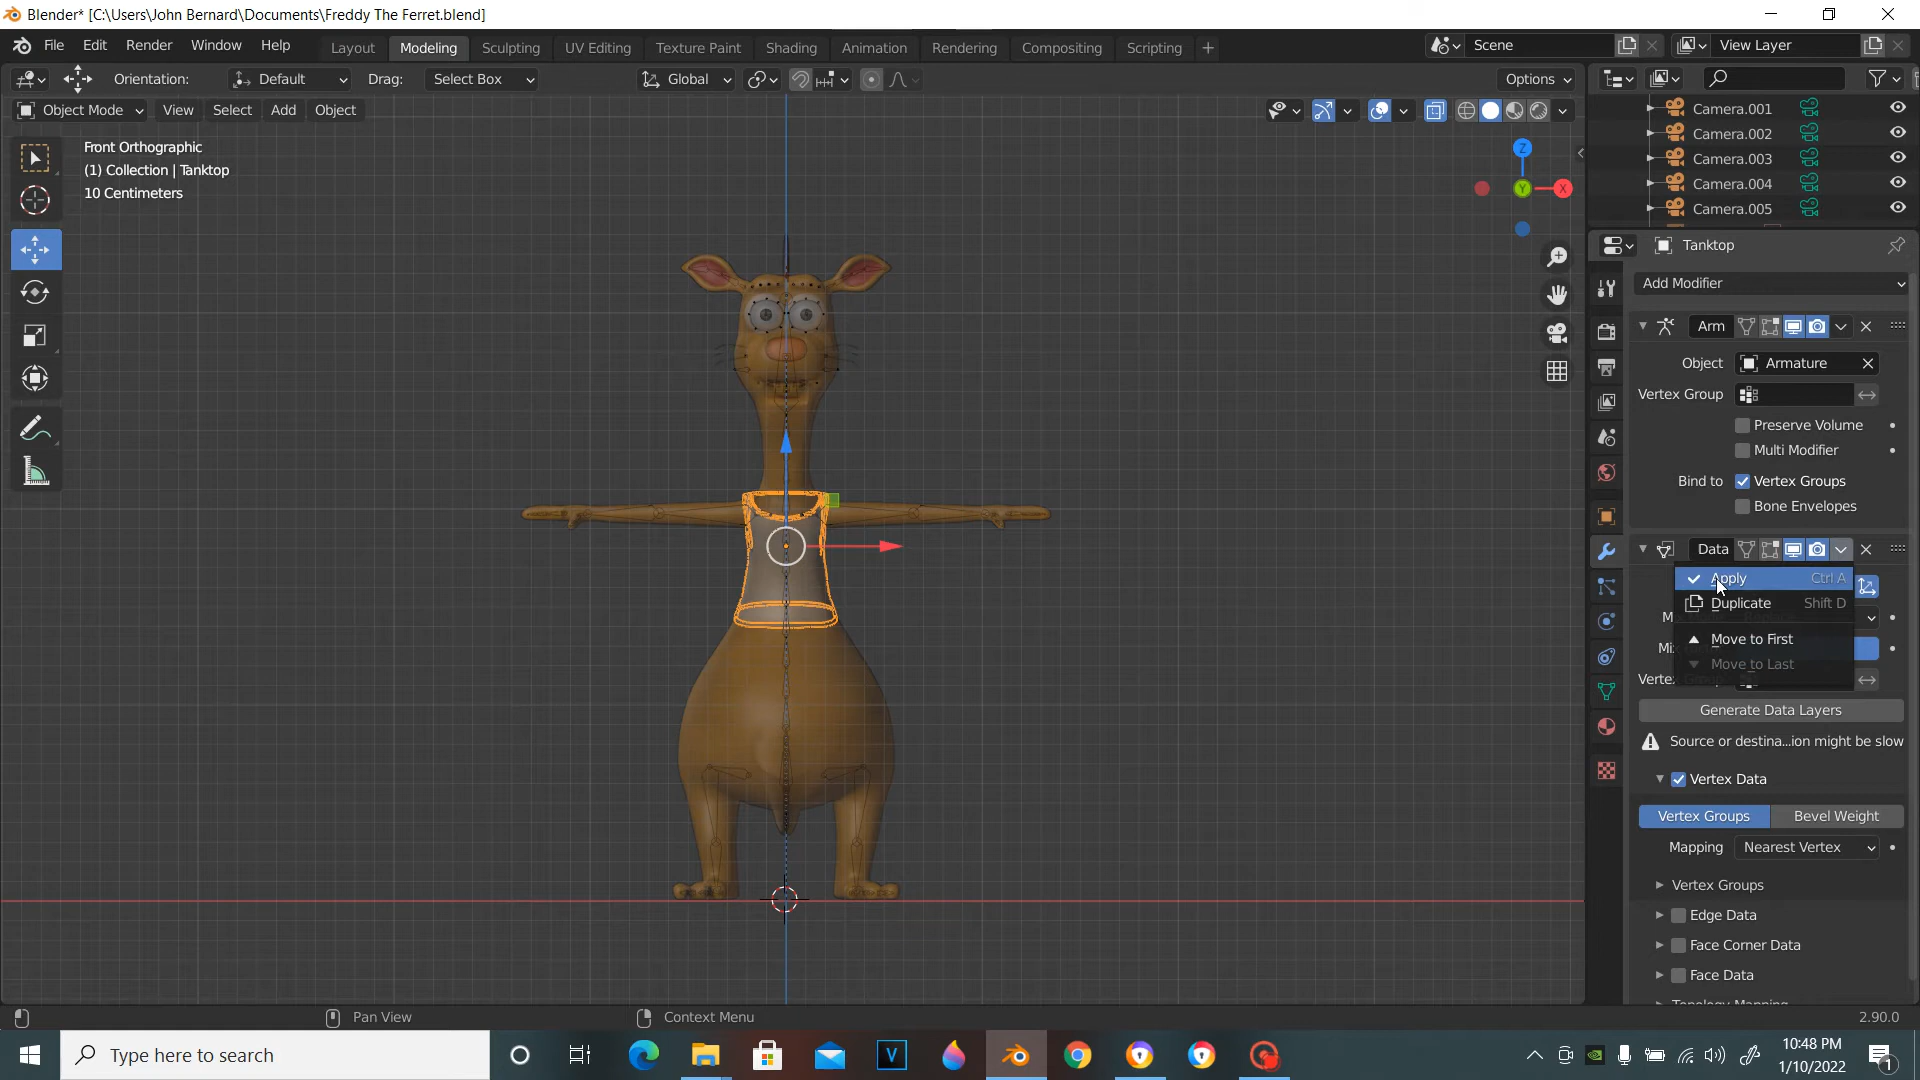 Blender* [C:\Users\John Bernard\Documents\Freddy The Ferret.blend]
File Edit Render Window Help Layout Modeling Sculpting UV Editing Texture Paint Shading Animation Rendering Compositing Scripting + Scene View Layer
Orientation: Default Drag: Select Box Global Options
Object Mode View Select Add Object
Front Orthographic
(1) Collection | Tanktop
10 Centimeters
Z
Y
X
Camera.001
Camera.002
Camera.003
Camera.004
Camera.005
Tanktop
Add Modifier
Arm
Object Armature
Vertex Group
Preserve Volume
Multi Modifier
Bind to Vertex Groups
Bone Envelopes
Data
Apply Ctrl A
Duplicate Shift D
Move to First
Move to Last
Generate Data Layers
Source or destina...ion might be slow
Vertex Data
Vertex Groups Bevel Weight
Mapping Nearest Vertex
Vertex Groups
Edge Data
Face Corner Data
Face Data
Pan View Context Menu 2.90.0
Type here to search
V
10:48 PM
1/10/2022
1